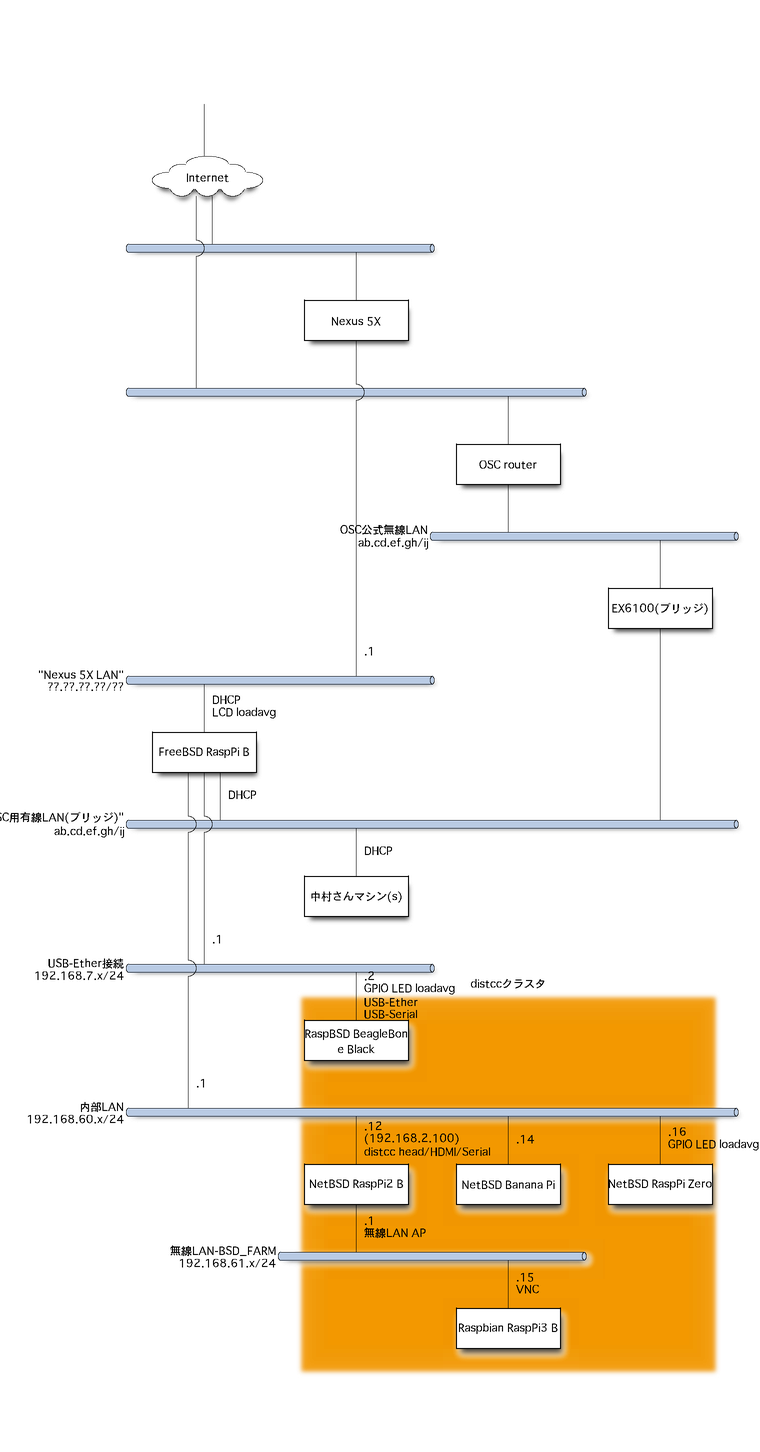 Internet
Nexus 5X
OSC router
OSC公式無線LAN
ab.cd.ef.gh/ij
EX6100(ブリッジ)
.1
"Nexus 5X LAN"
??.??.??.??/??
DHCP
LCD loadavg
FreeBSD RaspPi B
DHCP
SC用有線LAN(ブリッジ)"
ab.cd.ef.gh/ij
DHCP
中村さんマシン(s)
.1
USB-Ether接続
192.168.7.x/24
.2
GPIO LED loadavg
USB-Ether
USB-Serial
distccクラスタ
RaspBSD BeagleBon
e Black
.1
内部LAN
192.168.60.x/24
.12
(192.168.2.100)
distcc head/HDMI/Serial
.14
.16
GPIO LED loadavg
NetBSD RaspPi2 B
NetBSD Banana Pi
NetBSD RaspPi Zero
.1
無線LAN AP
無線LAN-BSD_FARM
192.168.61.x/24
.15
VNC
Raspbian RaspPi3 B